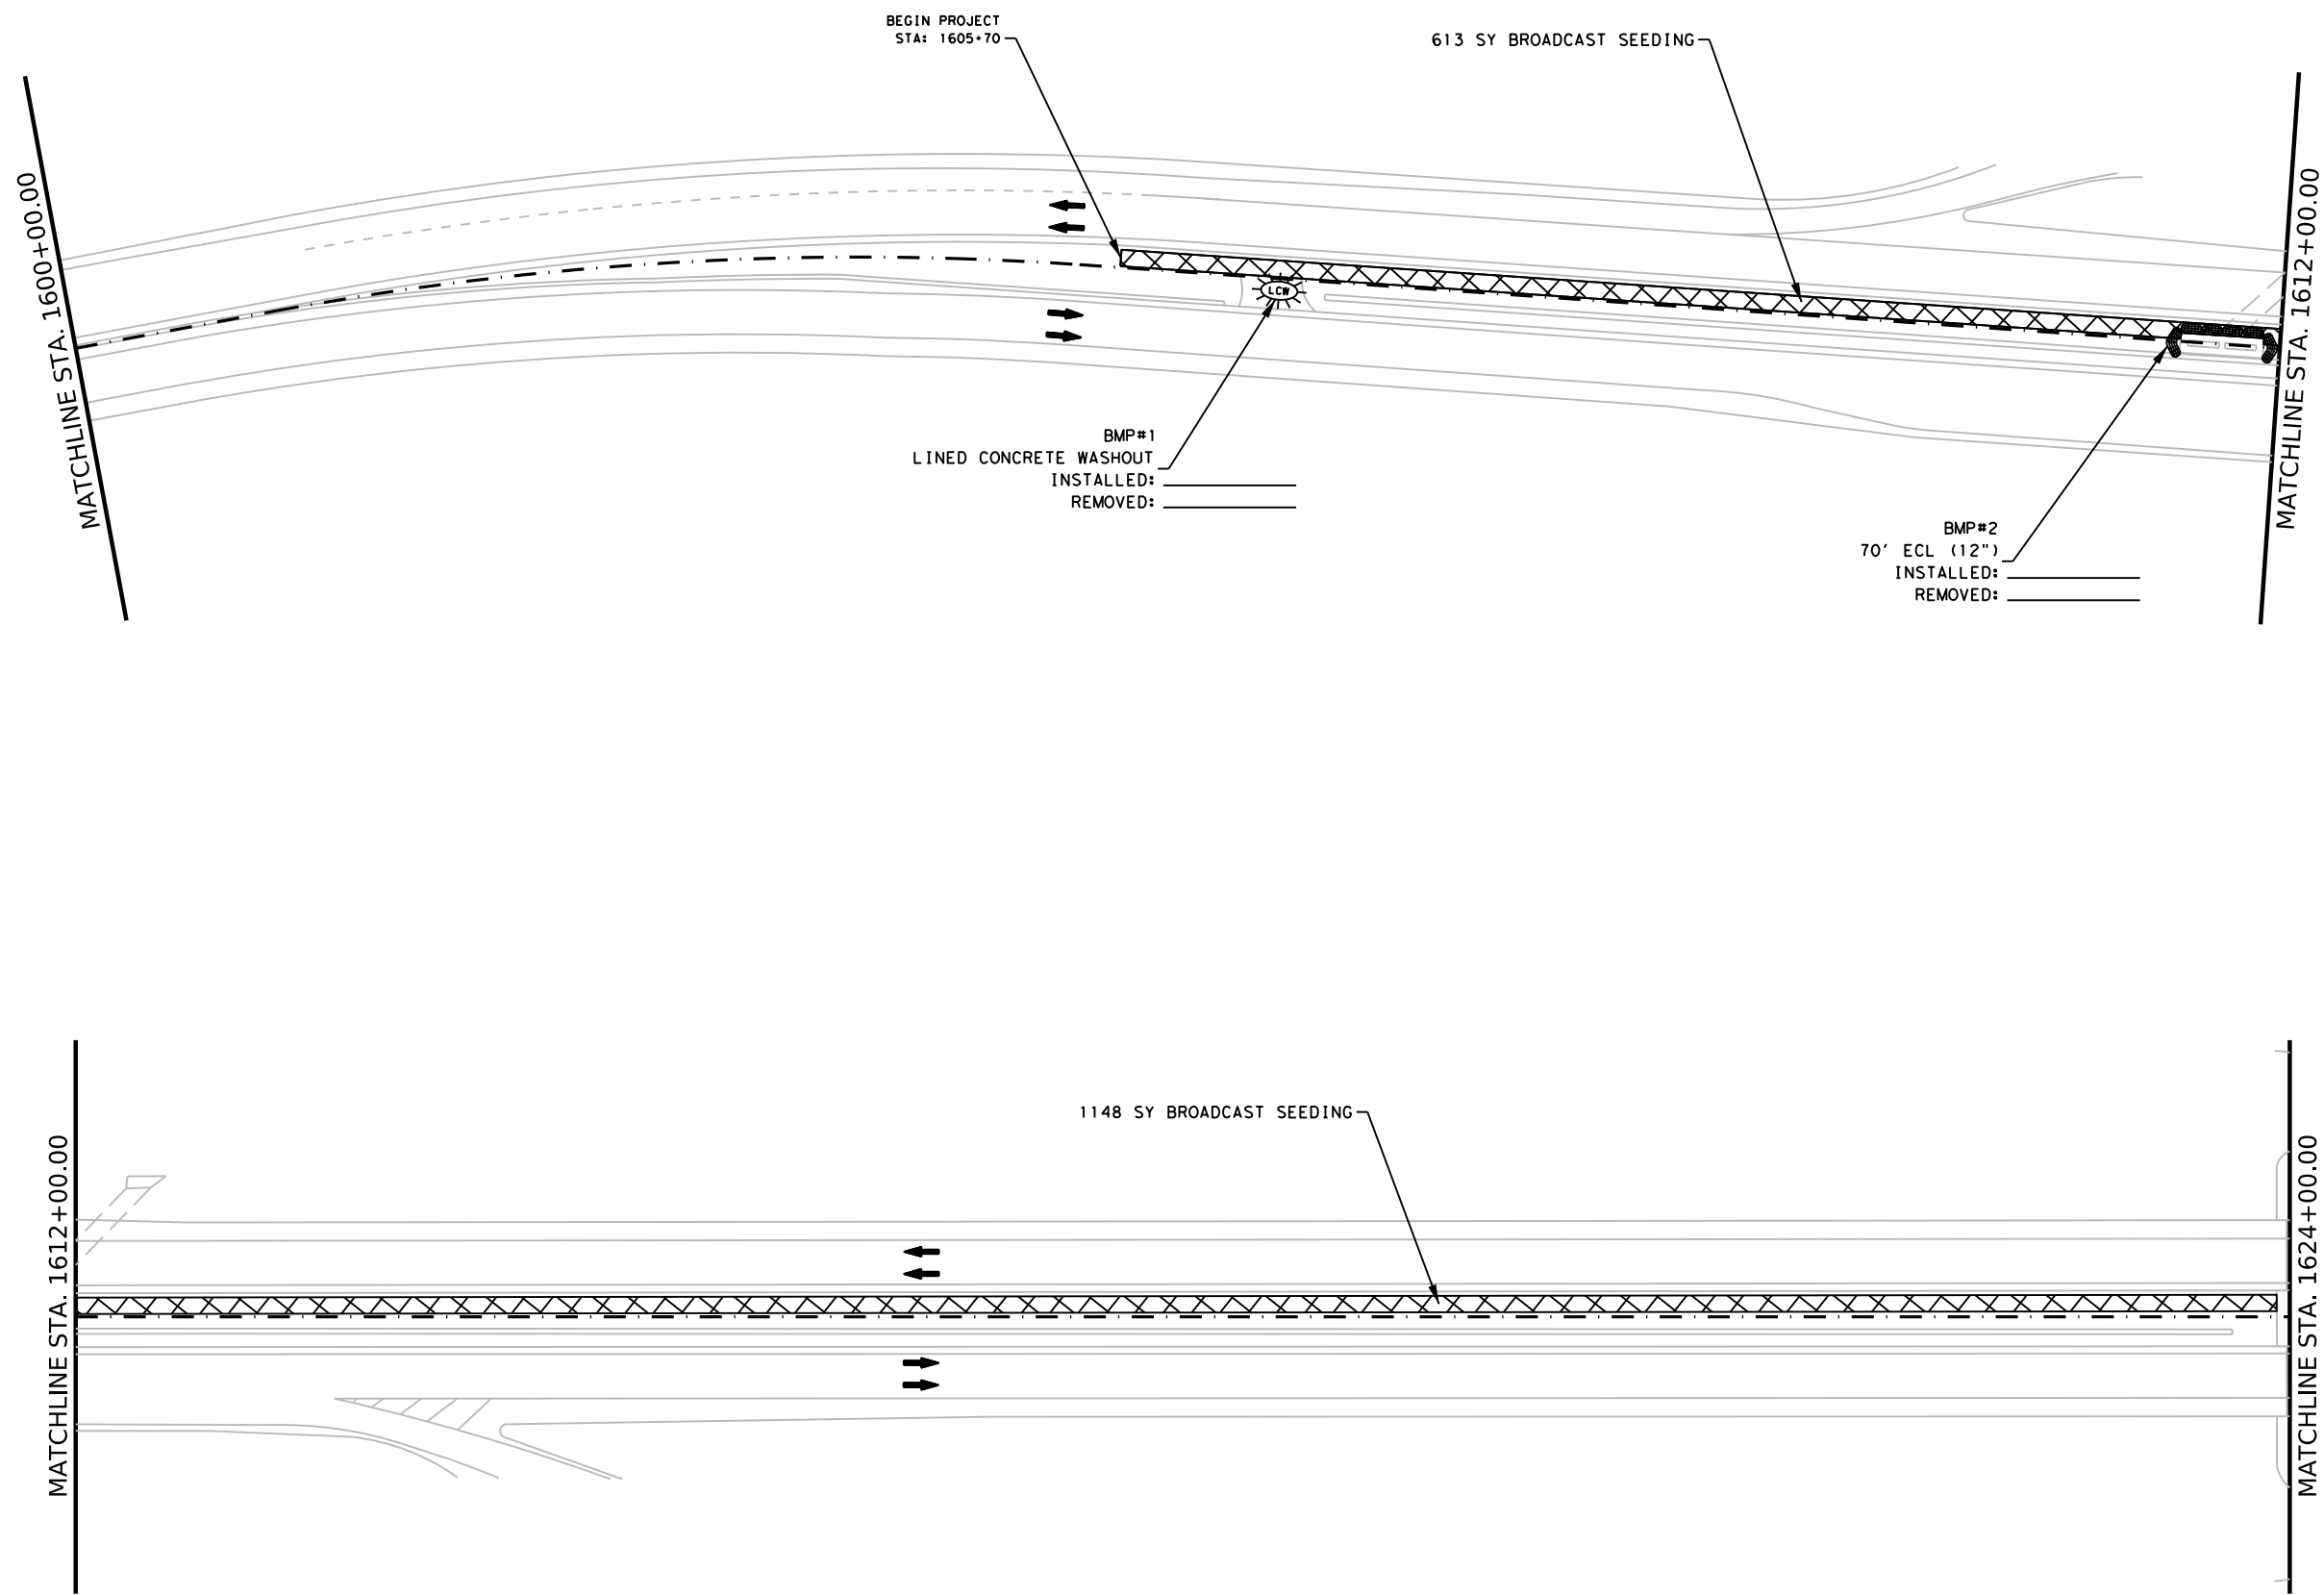 BEGIN PROJECT
STA: 1605+70
613 SY BROADCAST SEEDING
MATCHLINE STA. 1600+00.00
MATCHLINE STA. 1612+00.00
LCW
BMP#1
LINED CONCRETE WASHOUT
INSTALLED:
REMOVED:
BMP#2
70' ECL (12")
INSTALLED:
REMOVED:
1148 SY BROADCAST SEEDING
MATCHLINE STA. 1612+00.00
MATCHLINE STA. 1624+00.00